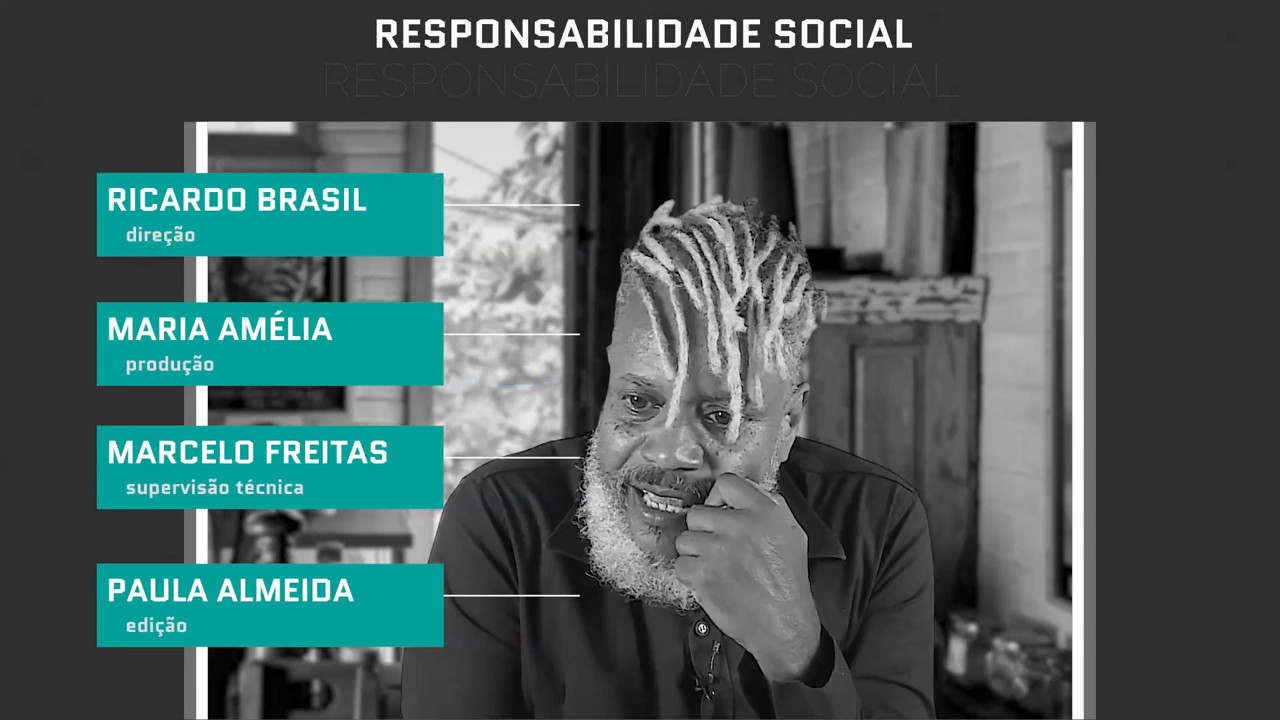 RESPONSABILIDADE SOCIAL
RESPONSABILIDADE SOCIAL
RICARDO BRASIL
direção
MARIA AMÉLIA
produção
MARCELO FREITAS
supervisão técnica
PAULA ALMEIDA
edição